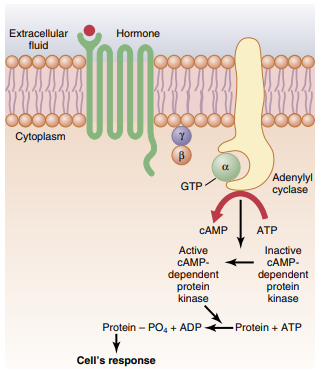 Extracellular
fluid
Hormone
Cytoplasm
γ
β
α
GTP
Adenylyl
cyclase
cAMP
ATP
Active
cAMP-
dependent
protein
kinase
Inactive
cAMP-
dependent
protein
kinase
Protein – PO4 + ADP
Protein + ATP
Cell's response